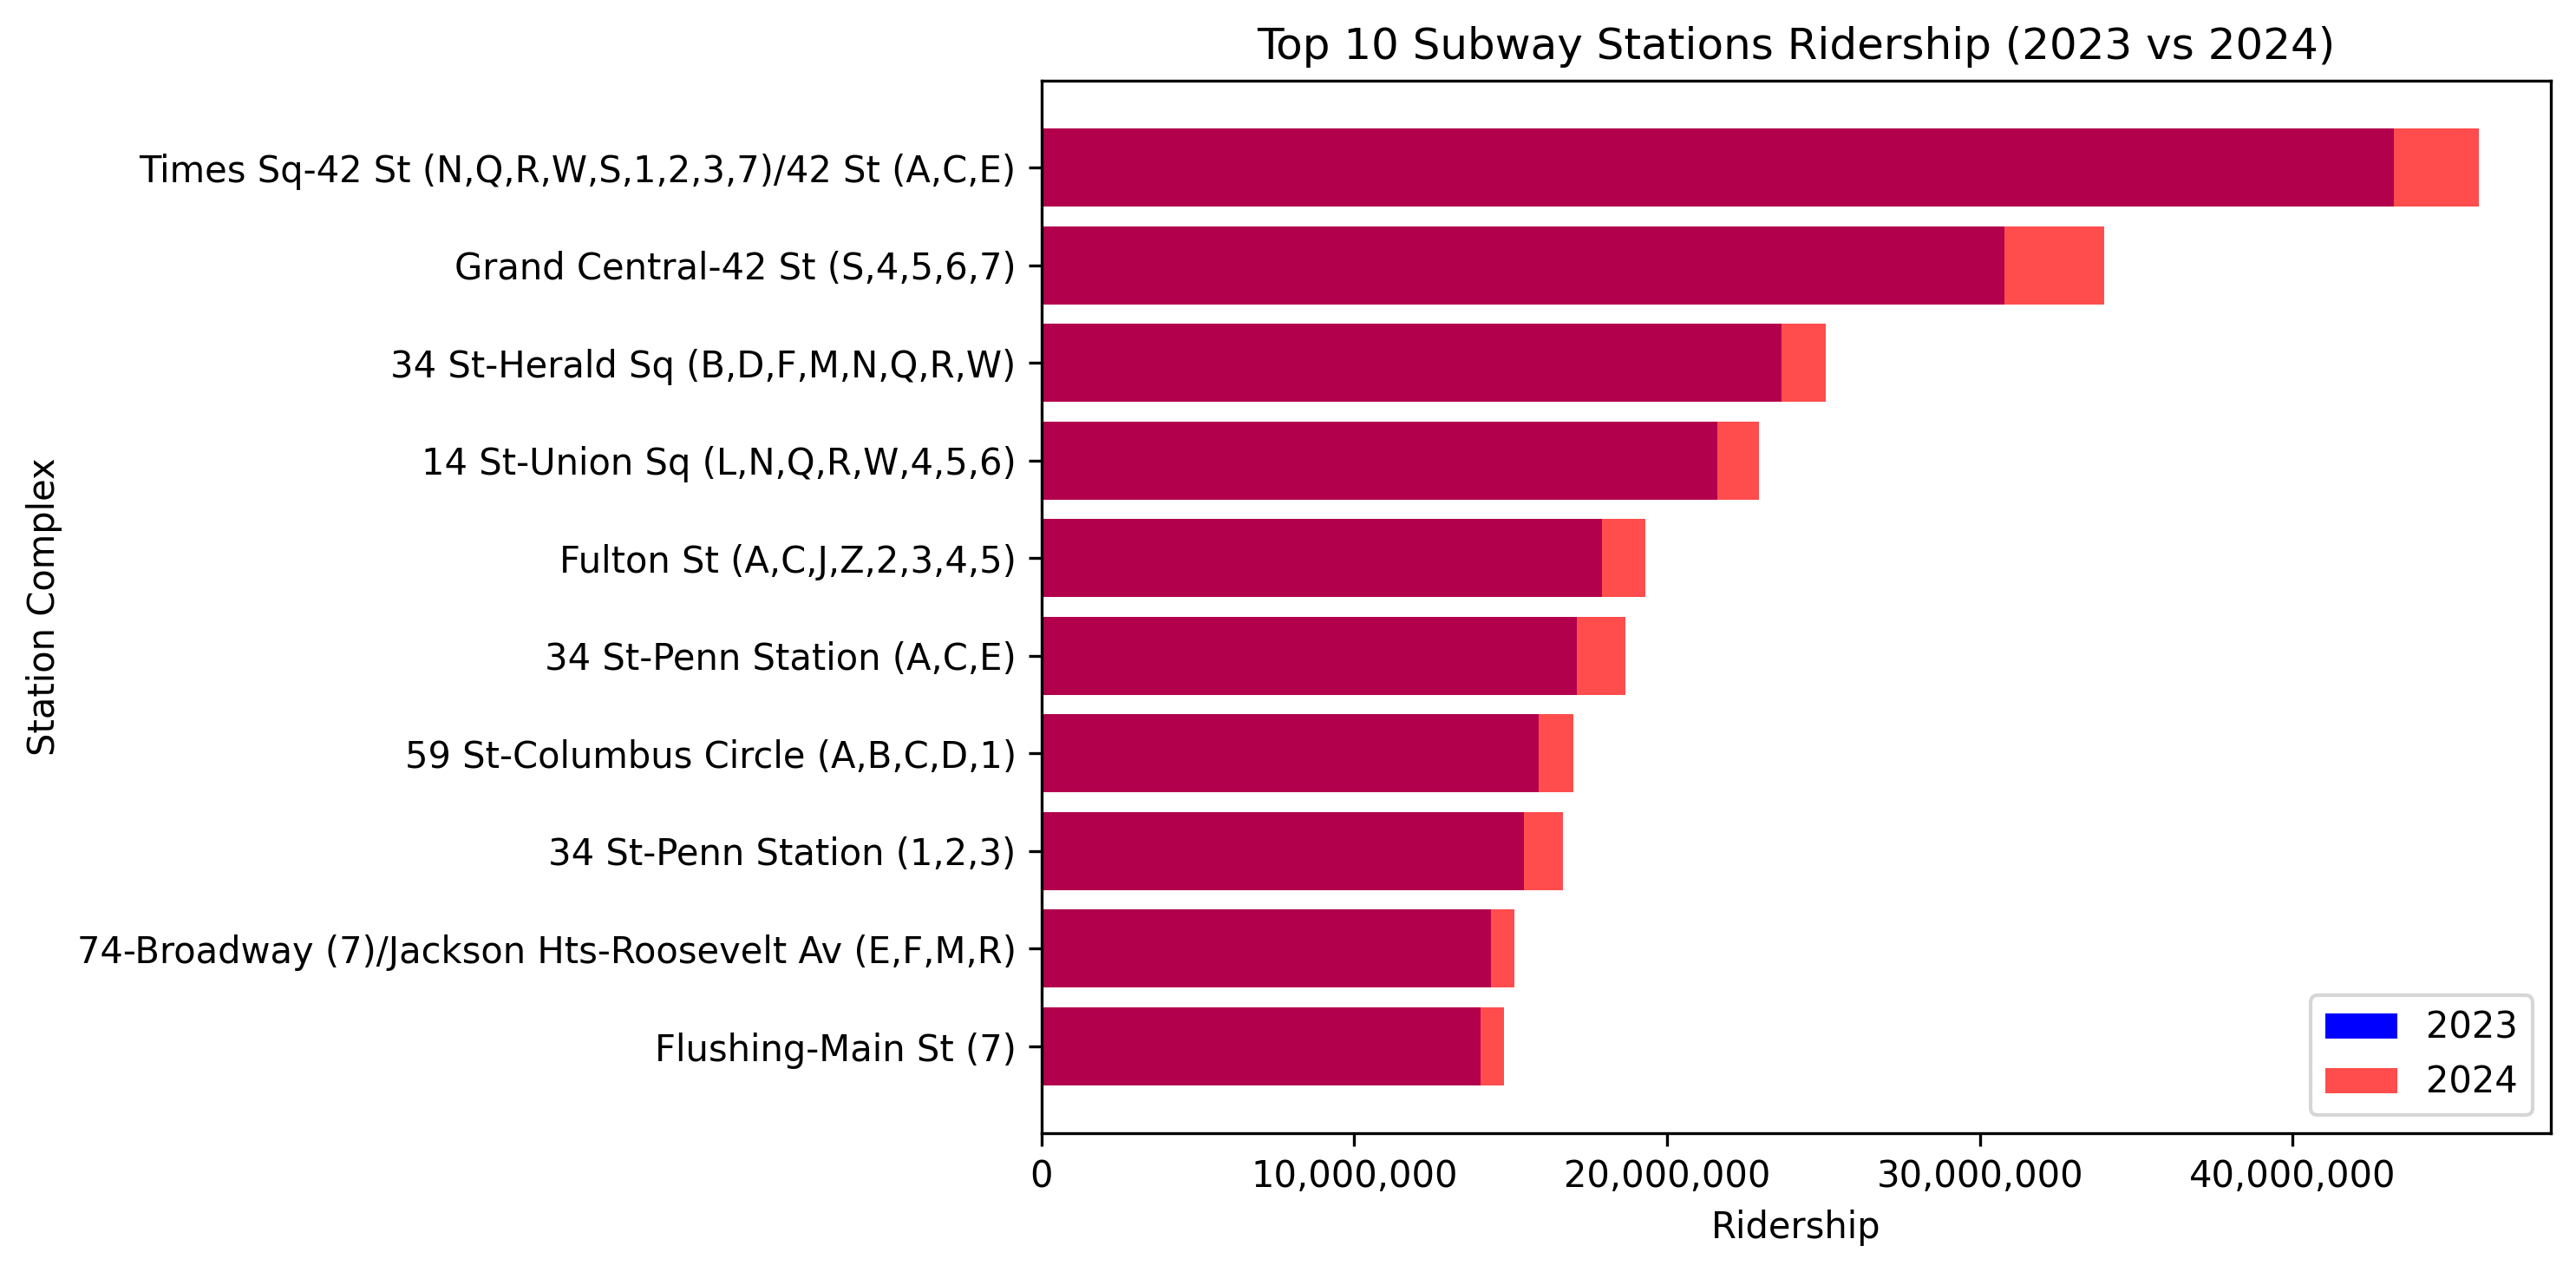 Top 10 Subway Stations Ridership (2023 vs 2024)
Station Complex
Times Sq-42 St (N,Q,R,W,S,1,2,3,7)/42 St (A,C,E)
Grand Central-42 St (S,4,5,6,7)
34 St-Herald Sq (B,D,F,M,N,Q,R,W)
14 St-Union Sq (L,N,Q,R,W,4,5,6)
Fulton St (A,C,J,Z,2,3,4,5)
34 St-Penn Station (A,C,E)
59 St-Columbus Circle (A,B,C,D,1)
34 St-Penn Station (1,2,3)
74-Broadway (7)/Jackson Hts-Roosevelt Av (E,F,M,R)
Flushing-Main St (7)
2023
2024
0 10,000,000 20,000,000 30,000,000 40,000,000
Ridership